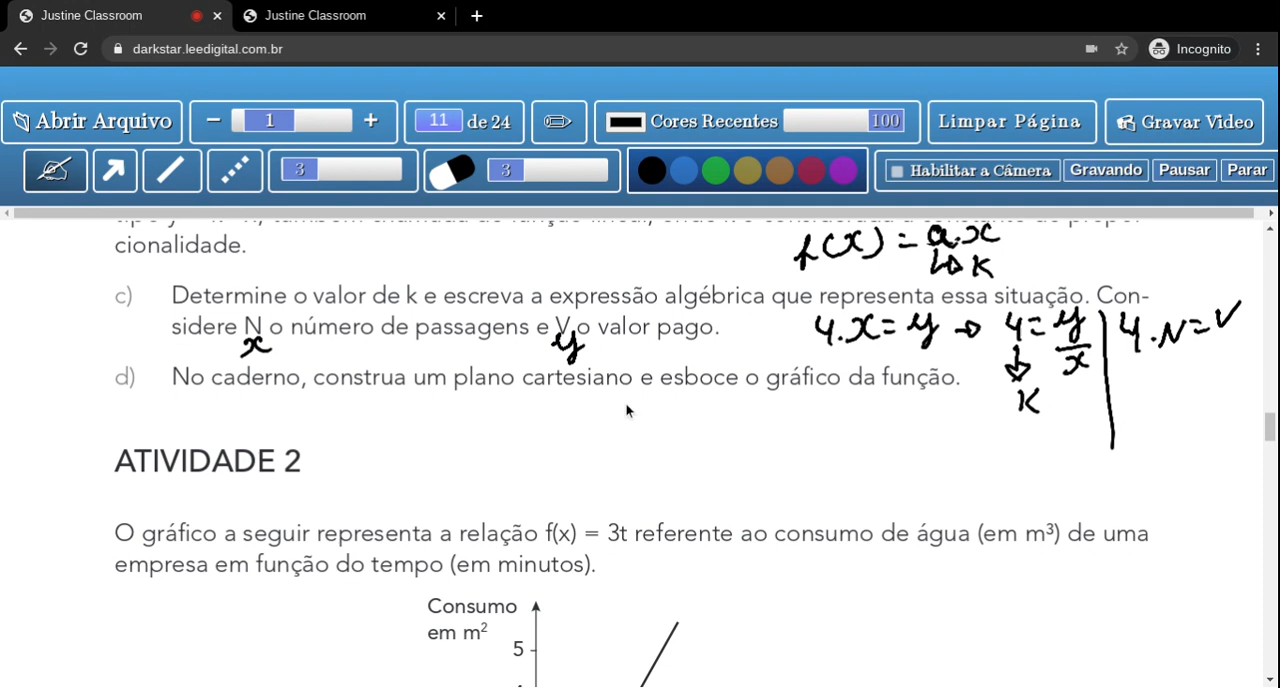 Justine Classroom
Justine Classroom
darkstar.leedigital.com.br
Incognito
Abrir Arquivo
− 1 +
11 de 24
Cores Recentes 100
Limpar Página
Gravar Video
3
3
Habilitar a Câmera
Gravando
Pausar
Parar
cionalidade.
f(x) = a.x
↳ K
c) Determine o valor de k e escreva a expressão algébrica que representa essa situação. Con-
sidere N o número de passagens e V o valor pago.
x
y
4.x = y → 4 = y/x
↓
K
4.N = V
d) No caderno, construa um plano cartesiano e esboce o gráfico da função.
ATIVIDADE 2
O gráfico a seguir representa a relação f(x) = 3t referente ao consumo de água (em m³) de uma
empresa em função do tempo (em minutos).
Consumo
em m²
5